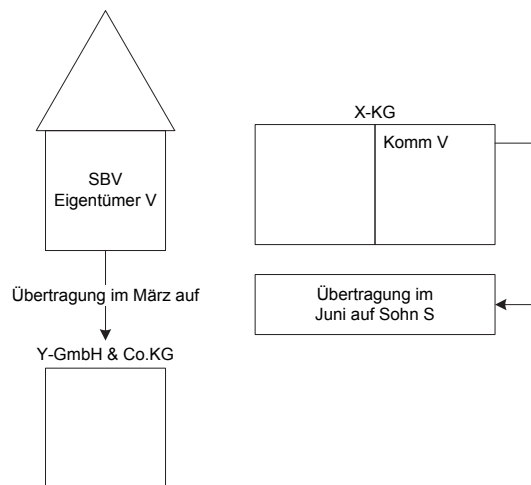 SBV
Eigentümer V
Übertragung im März auf
Y-GmbH & Co.KG
X-KG
Komm V
Übertragung im
Juni auf Sohn S